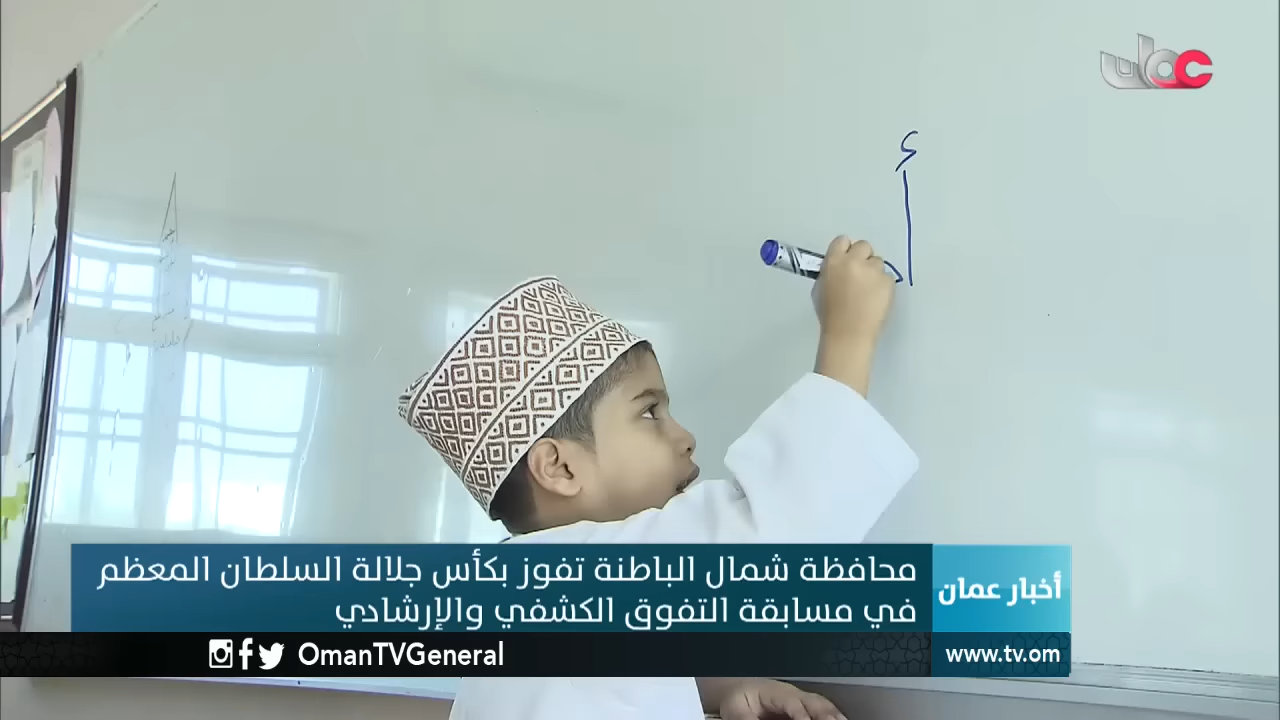 عمان
أ
أخبار عمان
محافظة شمال الباطنة تفوز بكأس جلالة السلطان المعظم
في مسابقة التفوق الكشفي والإرشادي
OmanTVGeneral
www.tv.om